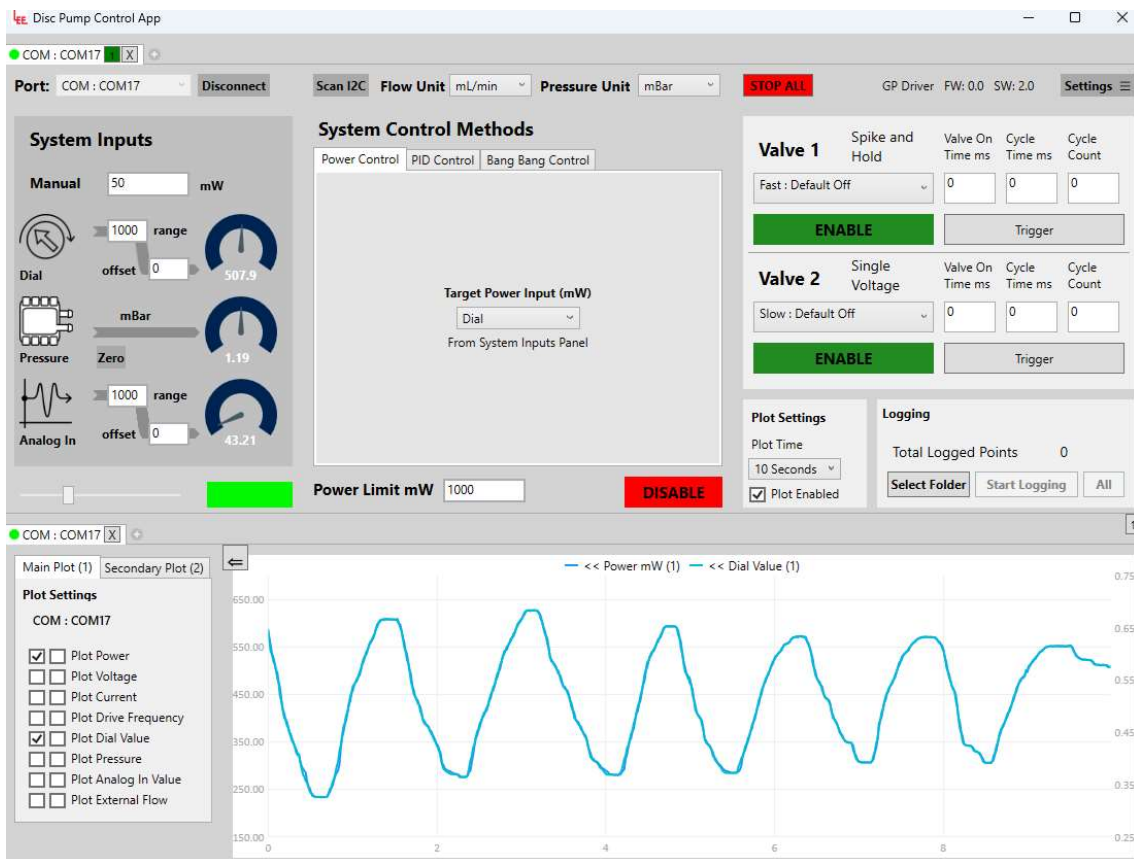 LEE Disc Pump Control App
COM : COM17 1 X
Port: COM : COM17 Disconnect Scan I2C Flow Unit mL/min Pressure Unit mBar STOP ALL GP Driver FW: 0.0 SW: 2.0 Settings
System Inputs
Manual 50 mW
1000 range
Dial offset 0 507.9
mBar
Pressure Zero 1.19
1000 range
Analog In offset 0 43.21
System Control Methods
Power Control PID Control Bang Bang Control
Target Power Input (mW)
Dial
From System Inputs Panel
Power Limit mW 1000 DISABLE
Valve 1 Spike and Hold Valve On Time ms Cycle Time ms Cycle Count
Fast : Default Off 0 0 0
ENABLE Trigger
Valve 2 Single Voltage Valve On Time ms Cycle Time ms Cycle Count
Slow : Default Off 0 0 0
ENABLE Trigger
Plot Settings
Plot Time
10 Seconds
Plot Enabled
Logging
Total Logged Points 0
Select Folder Start Logging All
COM : COM17 X
Main Plot (1) Secondary Plot (2)
Plot Settings
COM : COM17
Plot Power
Plot Voltage
Plot Current
Plot Drive Frequency
Plot Dial Value
Plot Pressure
Plot Analog In Value
Plot External Flow
<< Power mW (1) << Dial Value (1)
650.00
550.00
450.00
350.00
250.00
150.00
0.75
0.65
0.55
0.45
0.35
0.25
0 2 4 6 8